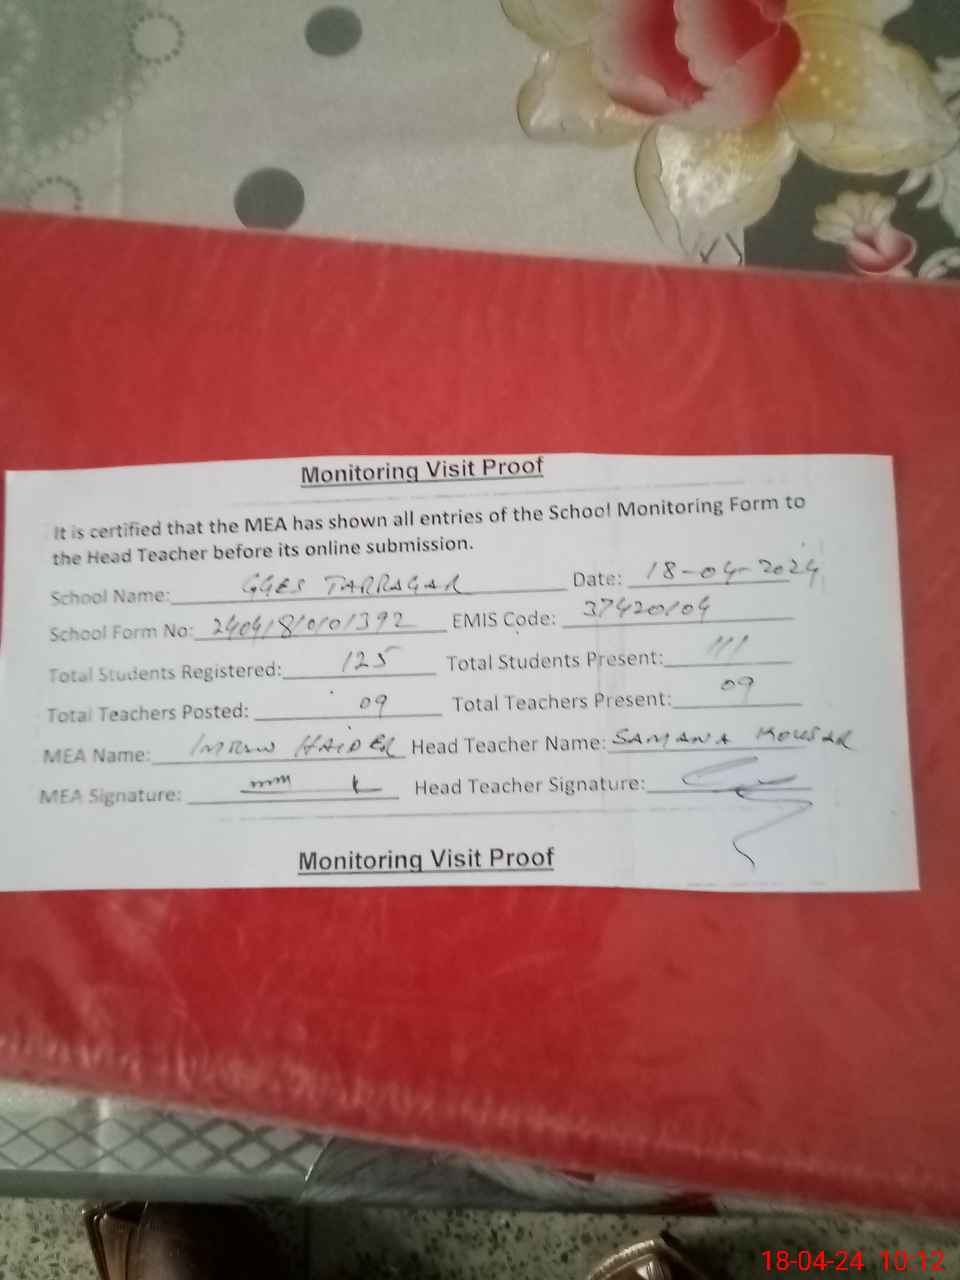 Monitoring Visit Proof
It is certified that the MEA has shown all entries of the School Monitoring Form to
the Head Teacher before its online submission.
School Name: GGES TARRAGAR Date: 18-04-2024
School Form No: 2404181001392 EMIS Code: 37420104
Total Students Registered: 125 Total Students Present: 111
Total Teachers Posted: 09 Total Teachers Present: 09
MEA Name: IMRAN HAIDER Head Teacher Name: SAMANA KOUSAR
MEA Signature: Head Teacher Signature:
Monitoring Visit Proof
18-04-24 10:12